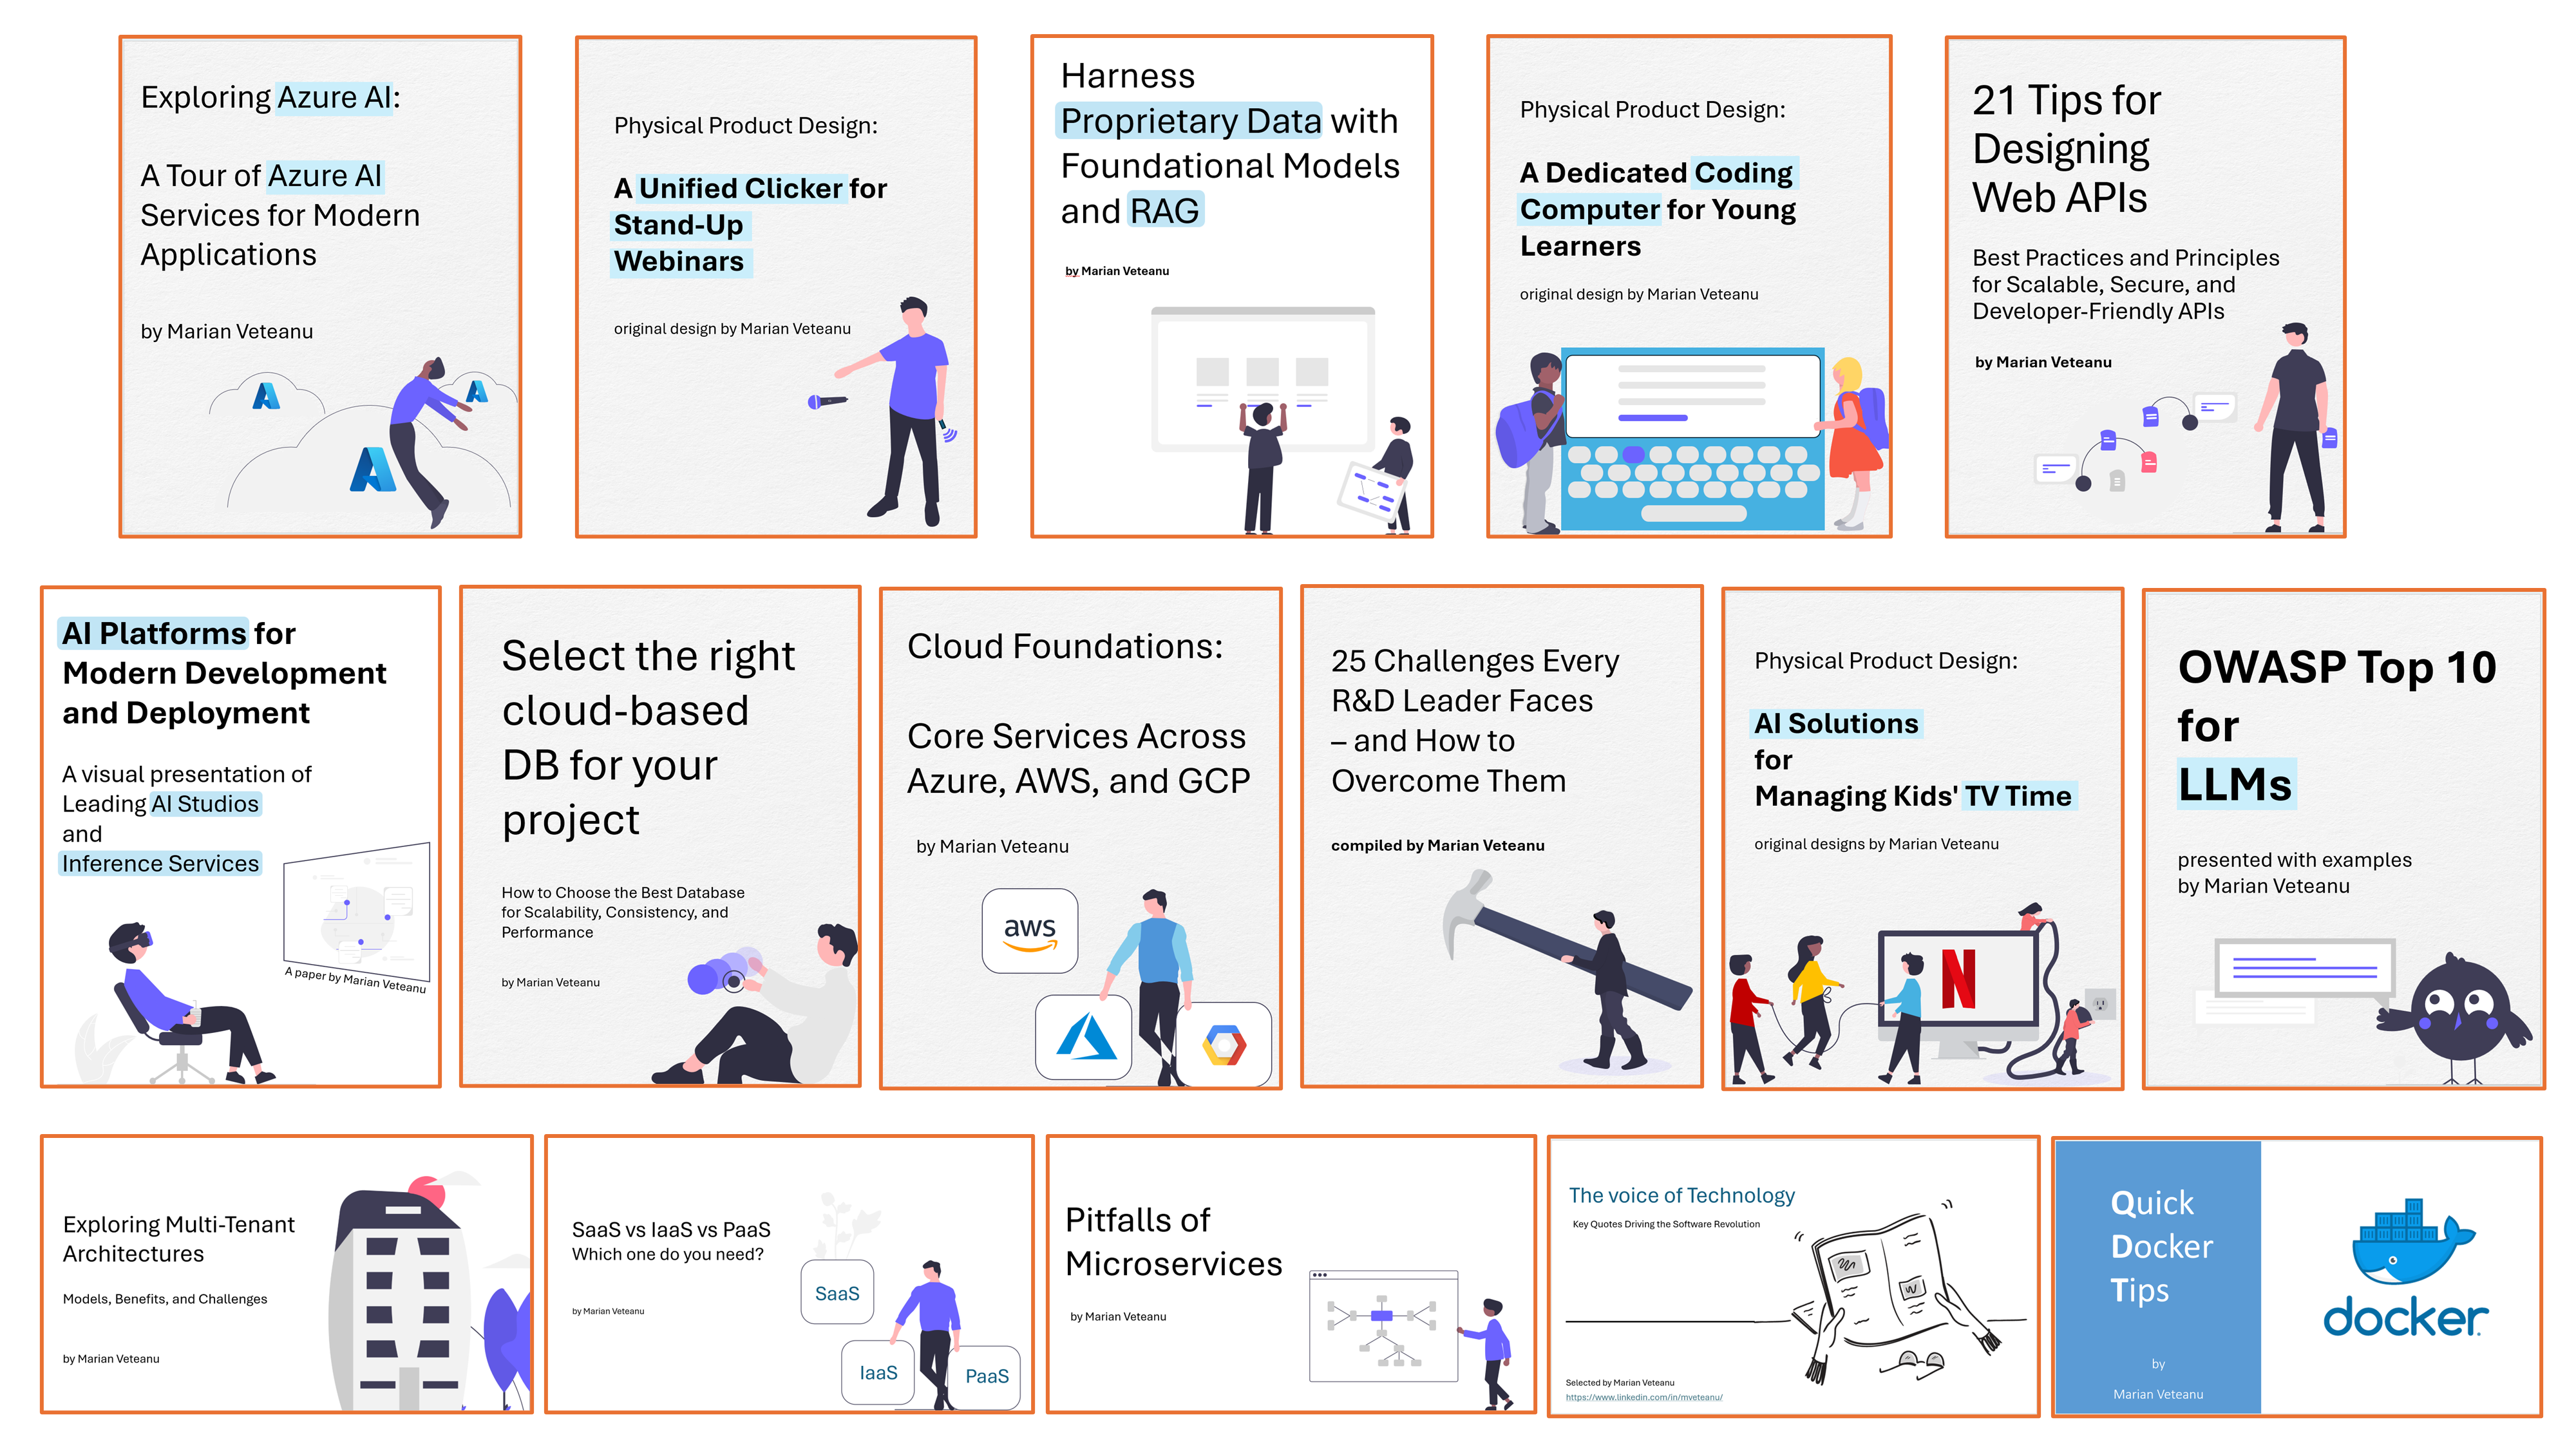 Exploring Azure AI:
A Tour of Azure AI
Services for Modern
Applications
by Marian Veteanu
Physical Product Design:
A Unified Clicker for
Stand-Up
Webinars
original design by Marian Veteanu
Harness
Proprietary Data with
Foundational Models
and RAG
by Marian Veteanu
Physical Product Design:
A Dedicated Coding
Computer for Young
Learners
original design by Marian Veteanu
21 Tips for
Designing
Web APIs
Best Practices and Principles
for Scalable, Secure, and
Developer-Friendly APIs
by Marian Veteanu
AI Platforms for
Modern Development
and Deployment
A visual presentation of
Leading AI Studios
and
Inference Services
A paper by Marian Veteanu
Select the right
cloud-based
DB for your
project
How to Choose the Best Database
for Scalability, Consistency, and
Performance
by Marian Veteanu
Cloud Foundations:
Core Services Across
Azure, AWS, and GCP
by Marian Veteanu
aws
25 Challenges Every
R&D Leader Faces
– and How to
Overcome Them
compiled by Marian Veteanu
Physical Product Design:
AI Solutions
for
Managing Kids' TV Time
original designs by Marian Veteanu
N
OWASP Top 10
for
LLMs
presented with examples
by Marian Veteanu
Exploring Multi-Tenant
Architectures
Models, Benefits, and Challenges
by Marian Veteanu
SaaS vs IaaS vs PaaS
Which one do you need?
by Marian Veteanu
SaaS
IaaS
PaaS
Pitfalls of
Microservices
by Marian Veteanu
The voice of Technology
Key Quotes Driving the Software Revolution
Selected by Marian Veteanu
https://www.linkedin.com/in/mveteanu/
Quick
Docker
Tips
by
Marian Veteanu
docker